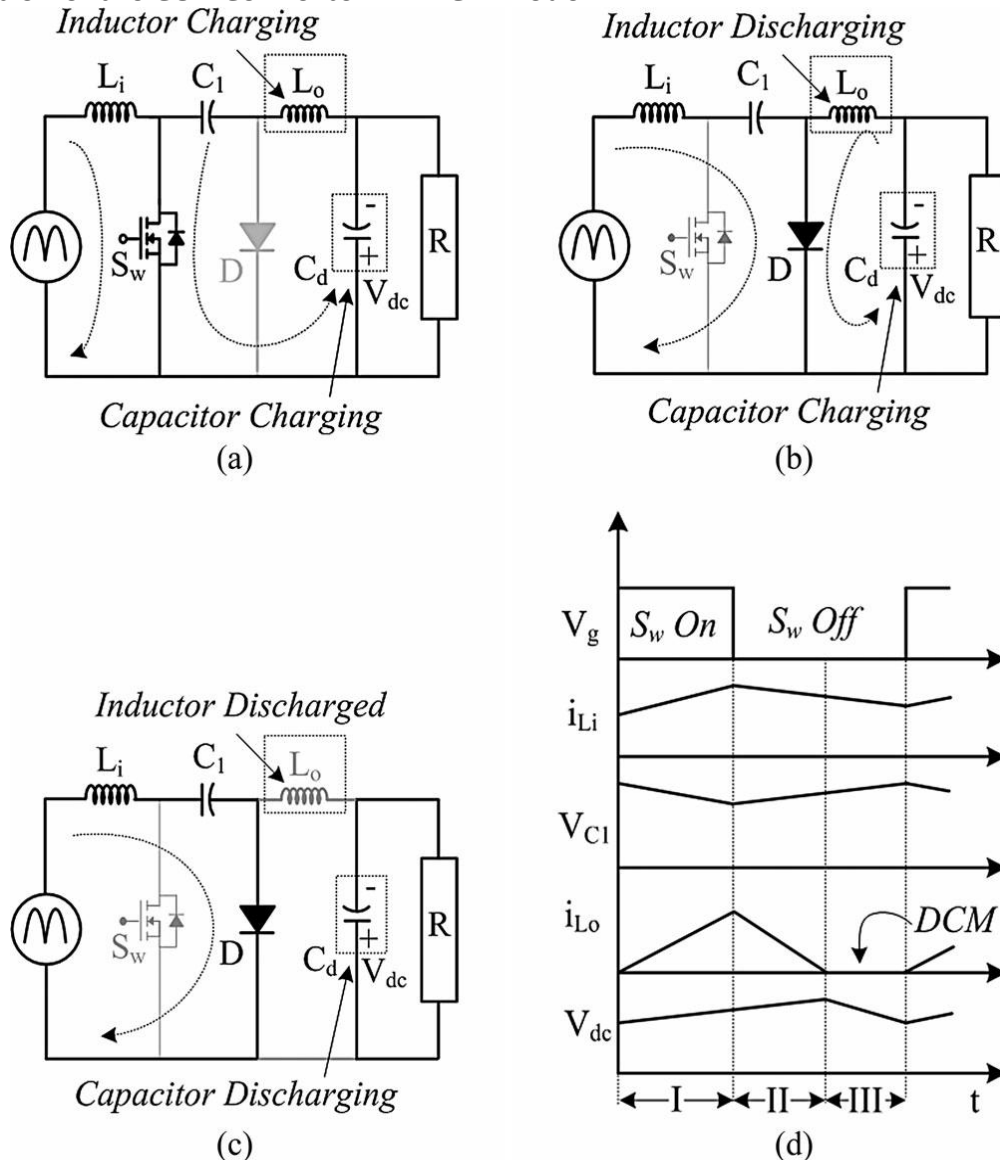 Inductor Charging
Li
C1
Lo
Sw
D
Cd
-
+
Vdc
R
Capacitor Charging
(a)
Inductor Discharging
Li
C1
Lo
Sw
D
Cd
-
+
Vdc
R
Capacitor Charging
(b)
Inductor Discharged
Li
C1
Lo
Sw
D
Cd
-
+
Vdc
R
Capacitor Discharging
(c)
Vg
Sw On
Sw Off
iLi
VC1
iLo
DCM
Vdc
I
II
III
t
(d)